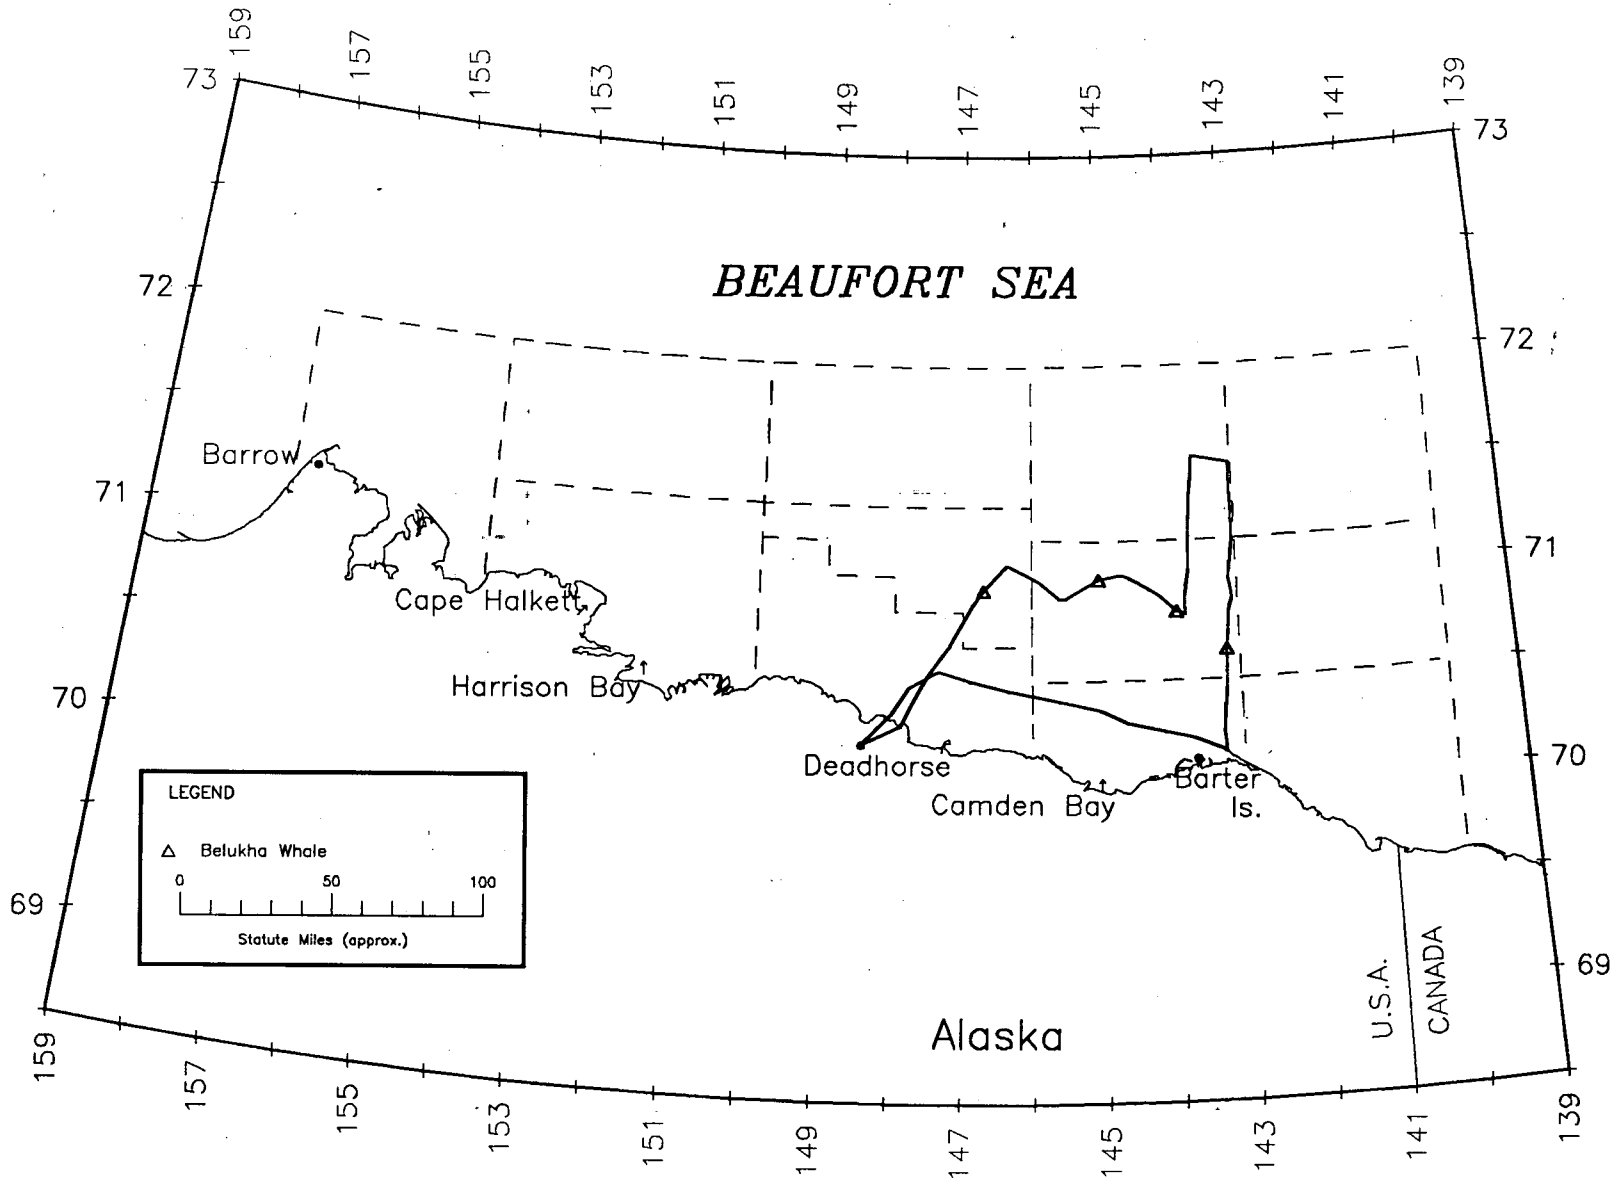 159
157
155
153
151
149
147
145
143
141
139
73
73
BEAUFORT SEA
72
72
Barrow
71
71
Cape Halkett
Harrison Bay
70
70
Deadhorse
Barter
Is.
Camden Bay
LEGEND
Belukha Whale
0 50 100
Statute Miles (approx.)
69
69
U.S.A.
CANADA
Alaska
159
157
155
153
151
149
147
145
143
141
139